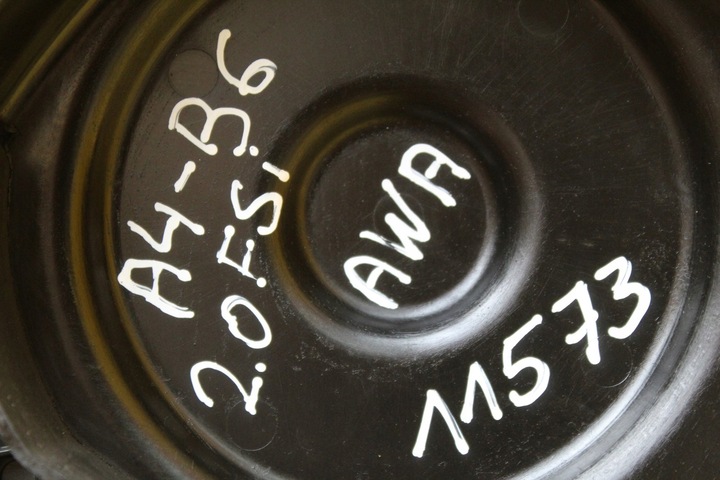 A4-B6
2.0FSi
AWA
11573